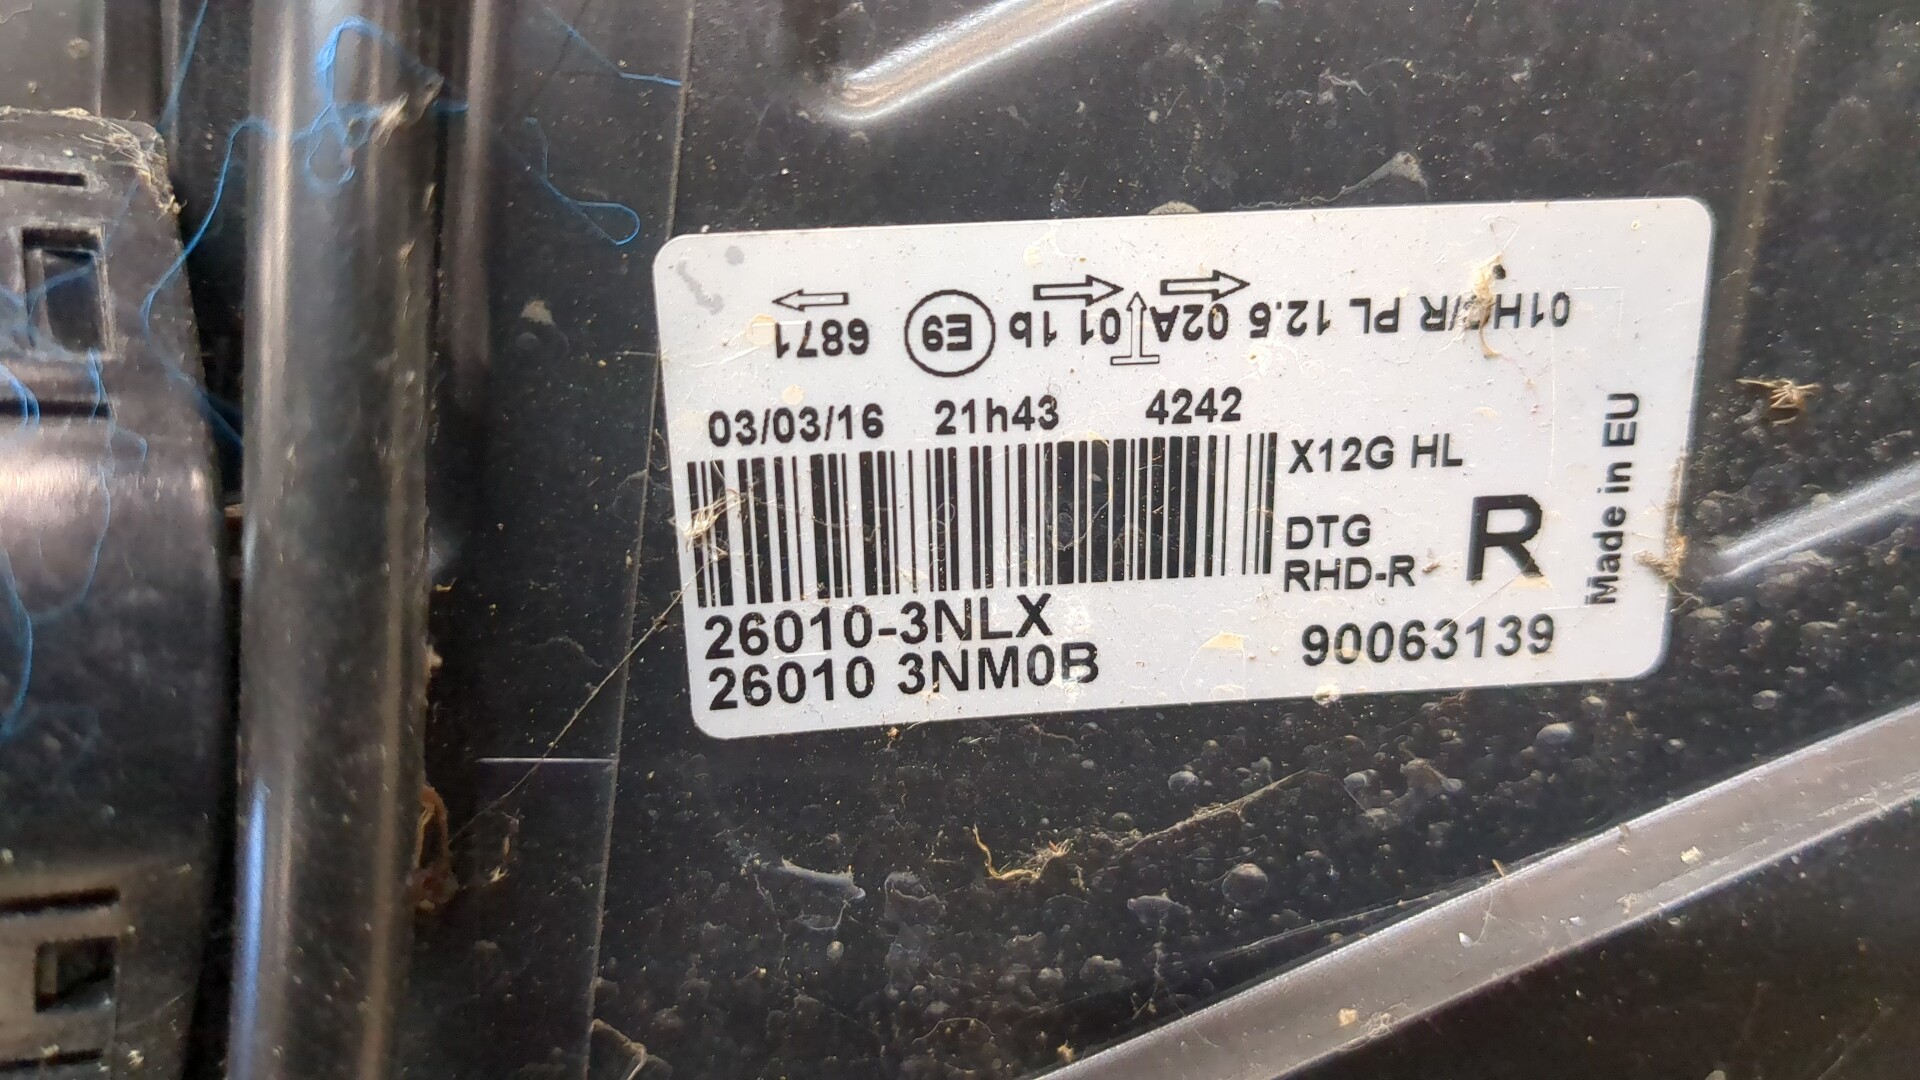 01HC/R PL 12.5 02A 01 1b E9 6871
03/03/16 21h43 4242
X12G HL
DTG
RHD-R
R
Made in EU
26010-3NLX
26010 3NM0B
90063139